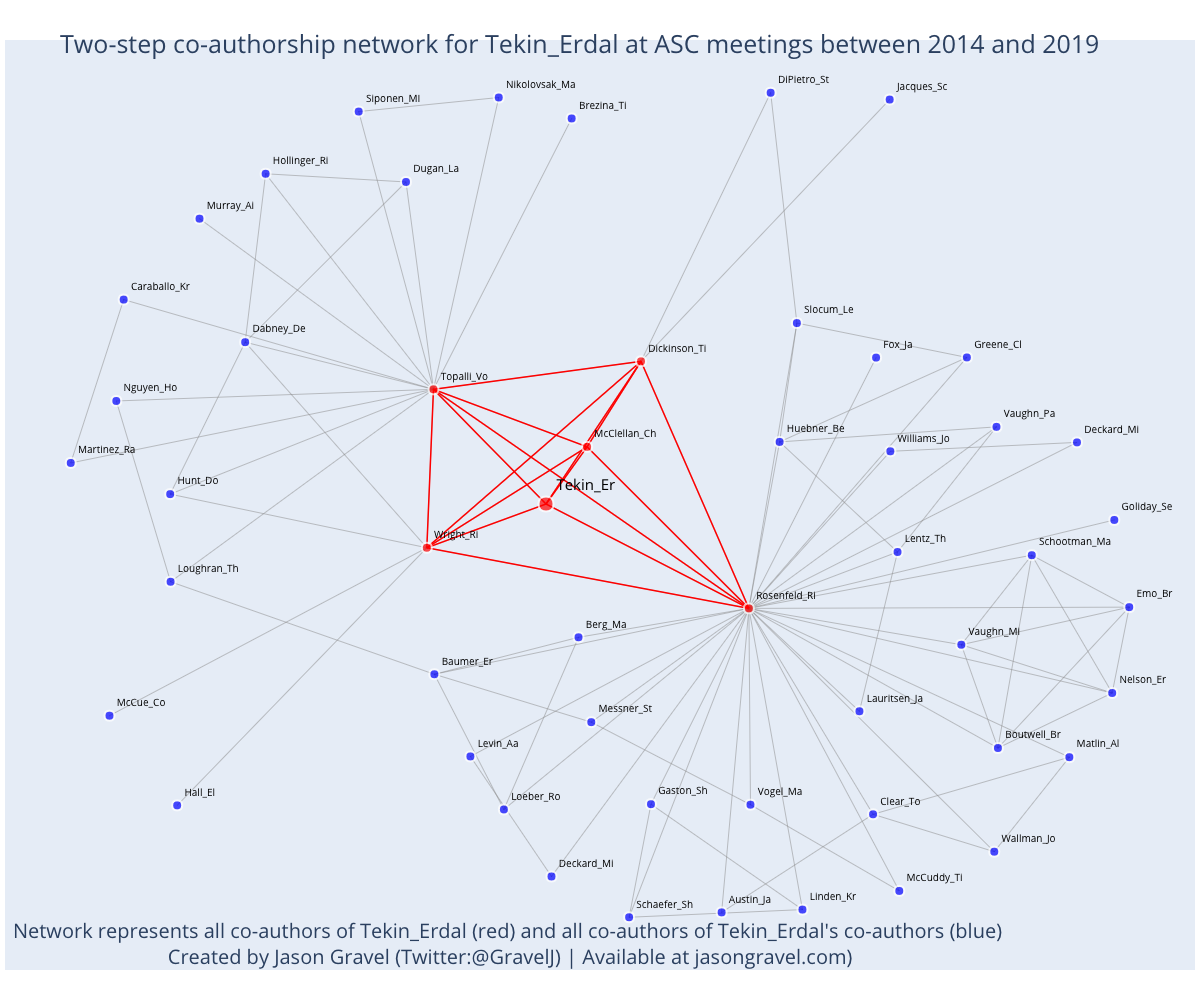 Two-step co-authorship network for Tekin_Erdal at ASC meetings between 2014 and 2019
DiPietro_St
Nikolovsak_Ma
Jacques_Sc
Siponen_Mi
Brezina_Ti
Hollinger_Ri
Dugan_La
Murray_Ai
Caraballo_Kr
Slocum_Le
Dabney_De
Fox_Ja
Greene_Cl
Dickinson_Ti
Topalli_Vo
Nguyen_Ho
Vaughn_Pa
Huebner_Be
McClellan_Ch
Williams_Jo
Deckard_Mi
Martinez_Ra
Hunt_Do
Tekin_Er
Goliday_Se
Wright_Ri
Lentz_Th
Schootman_Ma
Loughran_Th
Emo_Br
Rosenfeld_Ri
Berg_Ma
Vaughn_Mi
Baumer_Er
Nelson_Er
Lauritsen_Ja
McCue_Co
Messner_St
Boutwell_Br
Levin_Aa
Matlin_Al
Gaston_Sh
Vogel_Ma
Hall_El
Loeber_Ro
Clear_To
Wallman_Jo
Deckard_Mi
McCuddy_Ti
Linden_Kr
Austin_Ja
Schaefer_Sh
Network represents all co-authors of Tekin_Erdal (red) and all co-authors of Tekin_Erdal's co-authors (blue)
Created by Jason Gravel (Twitter:@GravelJ) | Available at jasongravel.com)